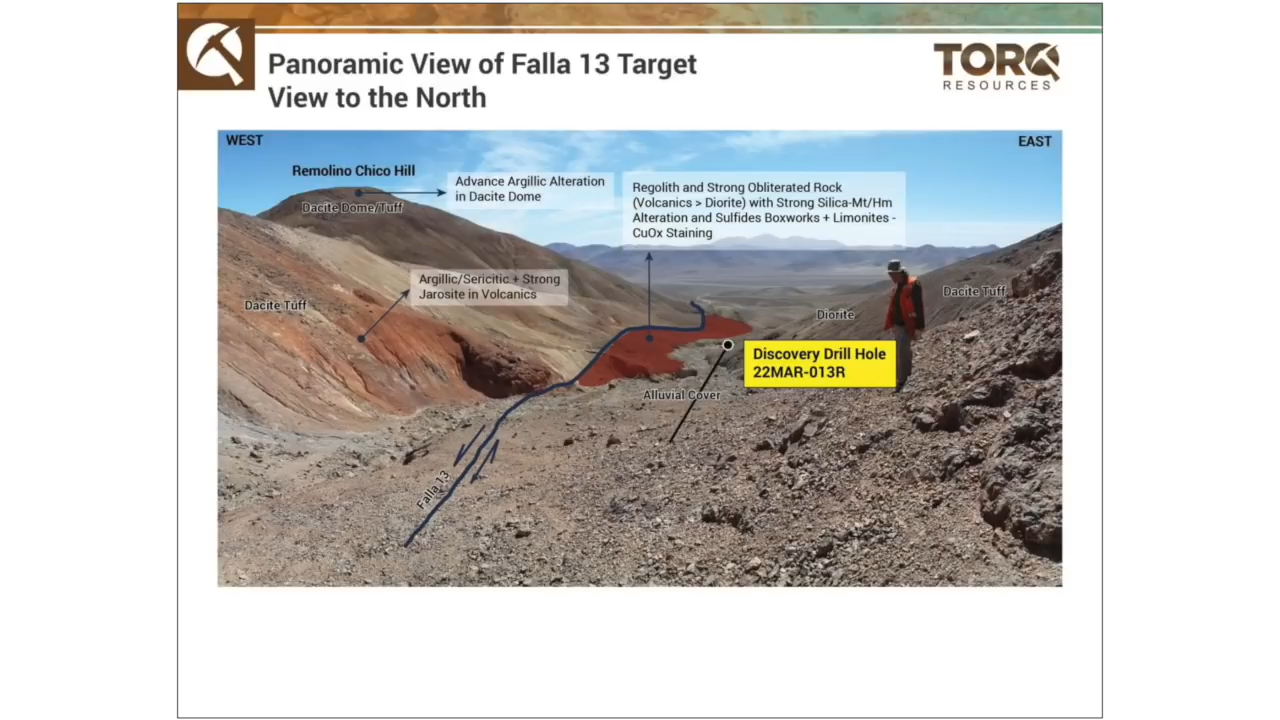 Panoramic View of Falla 13 Target
View to the North
TORQ
RESOURCES
WEST
EAST
Remolino Chico Hill
Dacite Dome/Tuff
Advance Argillic Alteration
in Dacite Dome
Regolith and Strong Obliterated Rock
(Volcanics > Diorite) with Strong Silica-Mt/Hm
Alteration and Sulfides Boxworks + Limonites -
CuOx Staining
Argillic/Sericitic + Strong
Jarosite in Volcanics
Dacite Tuff
Dacite Tuff
Diorite
Discovery Drill Hole
22MAR-013R
Alluvial Cover
Falla 13